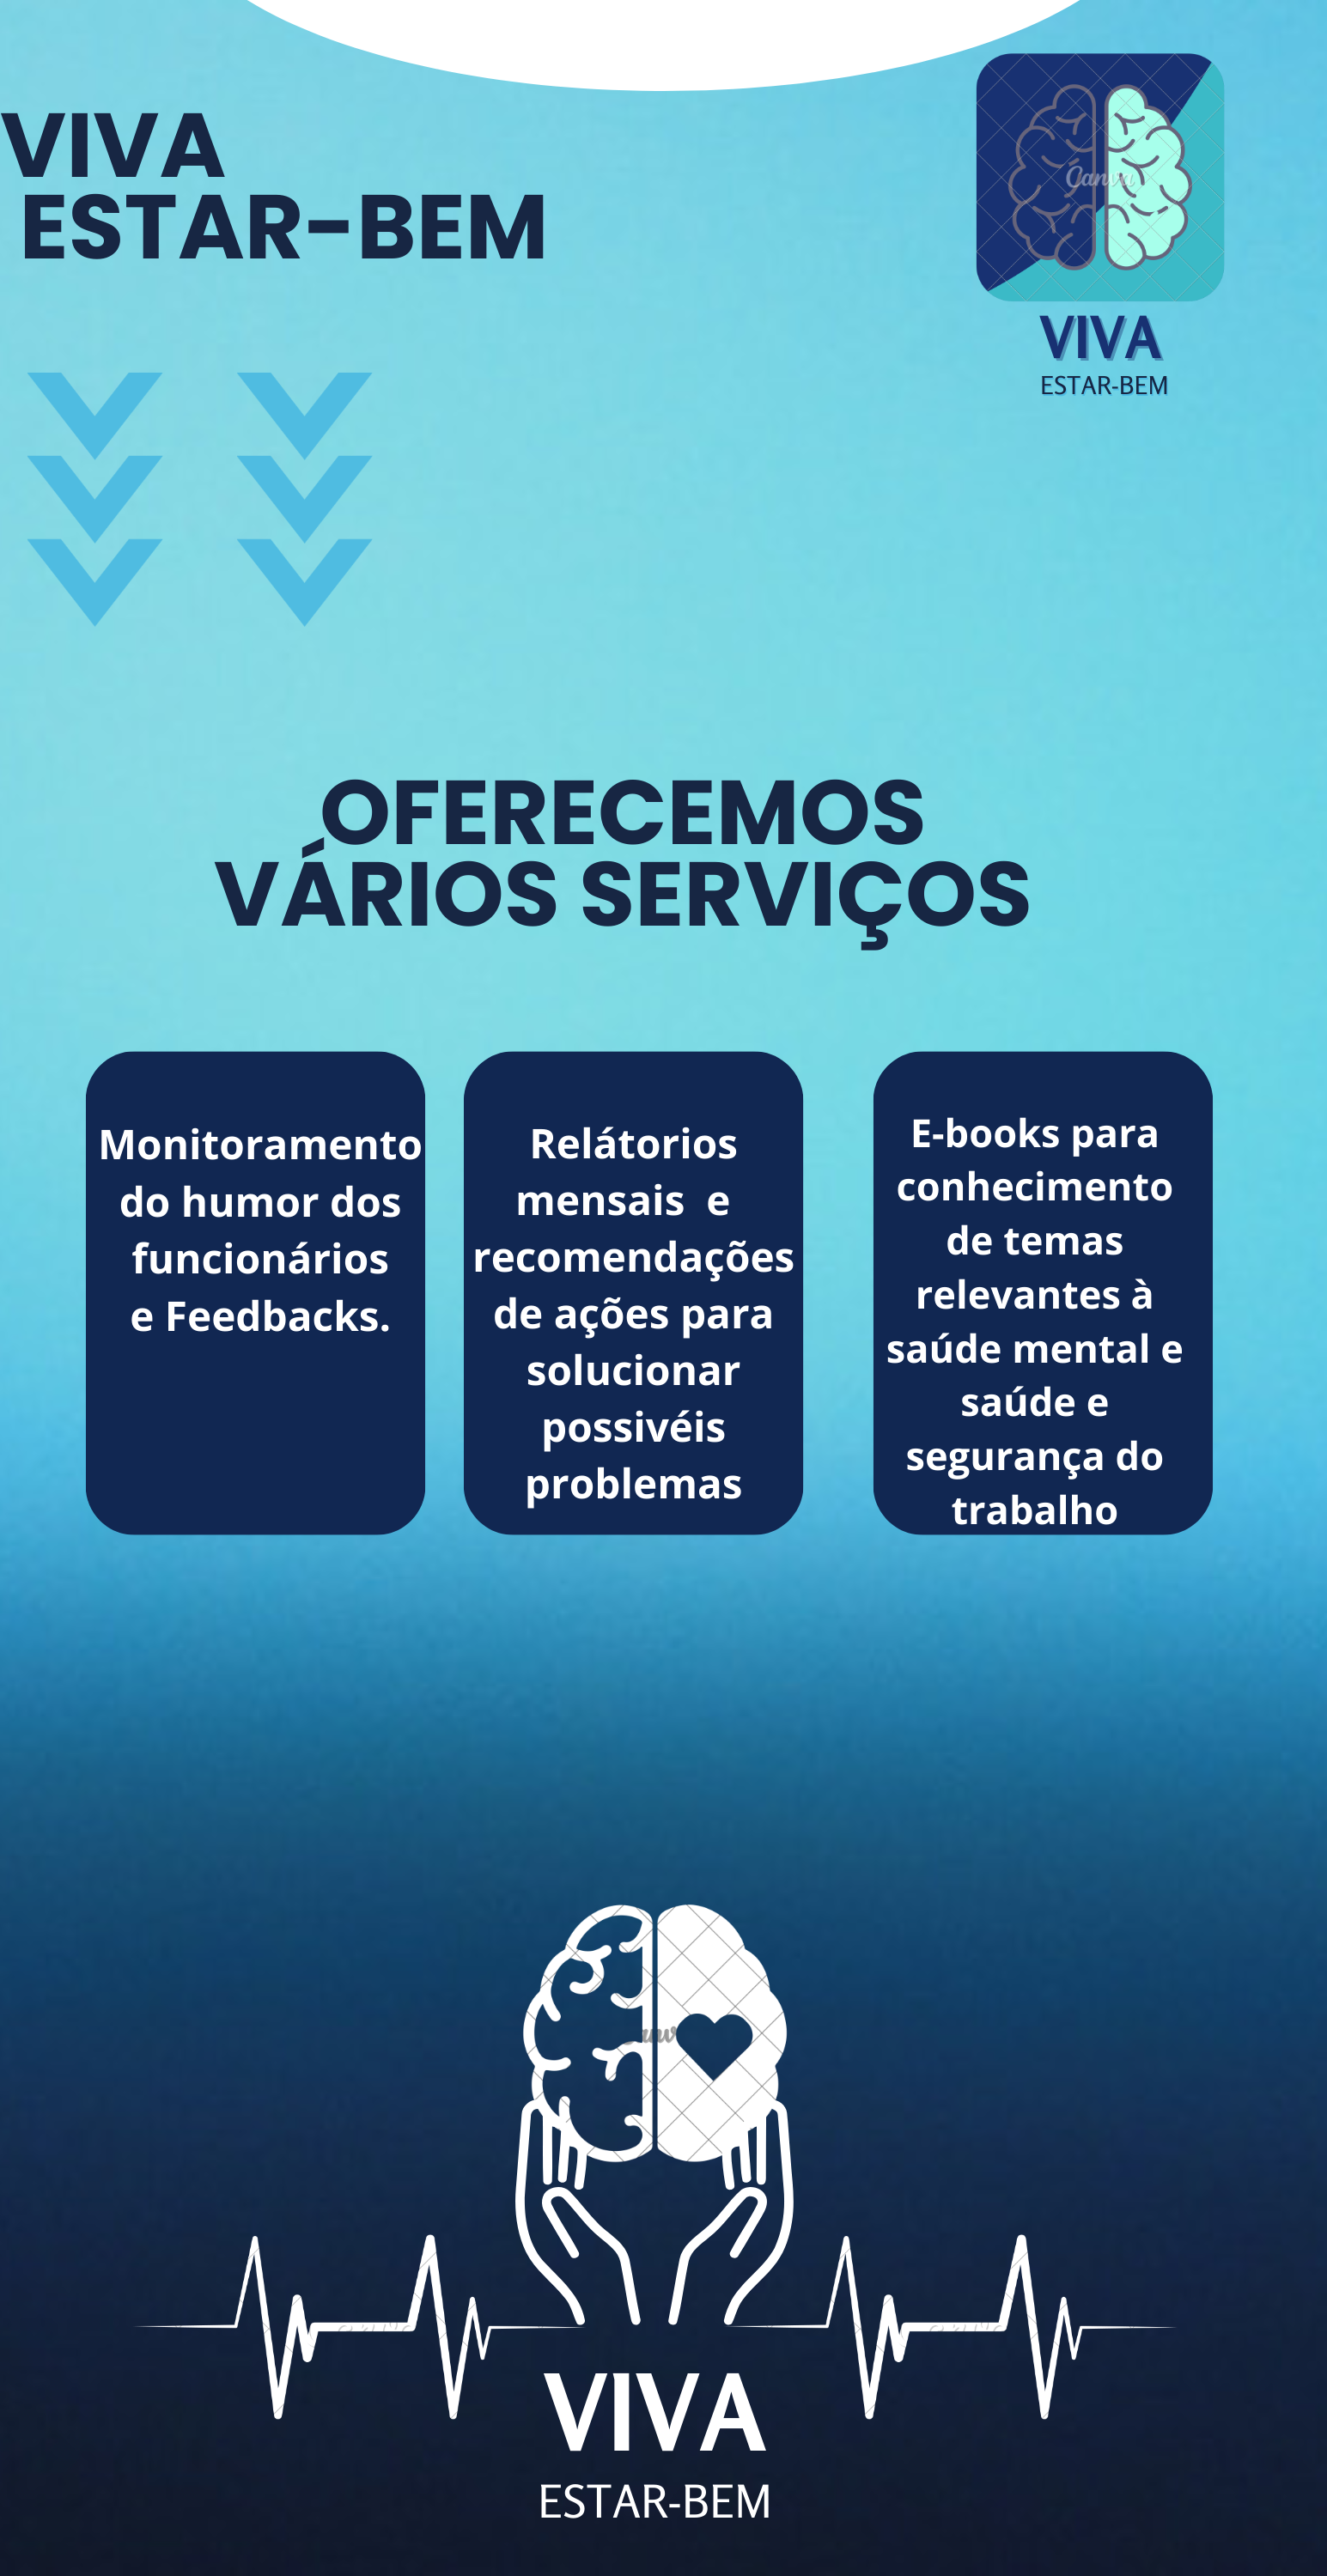 VIVA
ESTAR-BEM
Canva
VIVA
ESTAR-BEM
OFERECEMOS
VÁRIOS SERVIÇOS
Monitoramento
do humor dos
funcionários
e Feedbacks.
Relátorios
mensais e
recomendações
de ações para
solucionar
possivéis
problemas
E-books para
conhecimento
de temas
relevantes à
saúde mental e
saúde e
segurança do
trabalho
VIVA
ESTAR-BEM